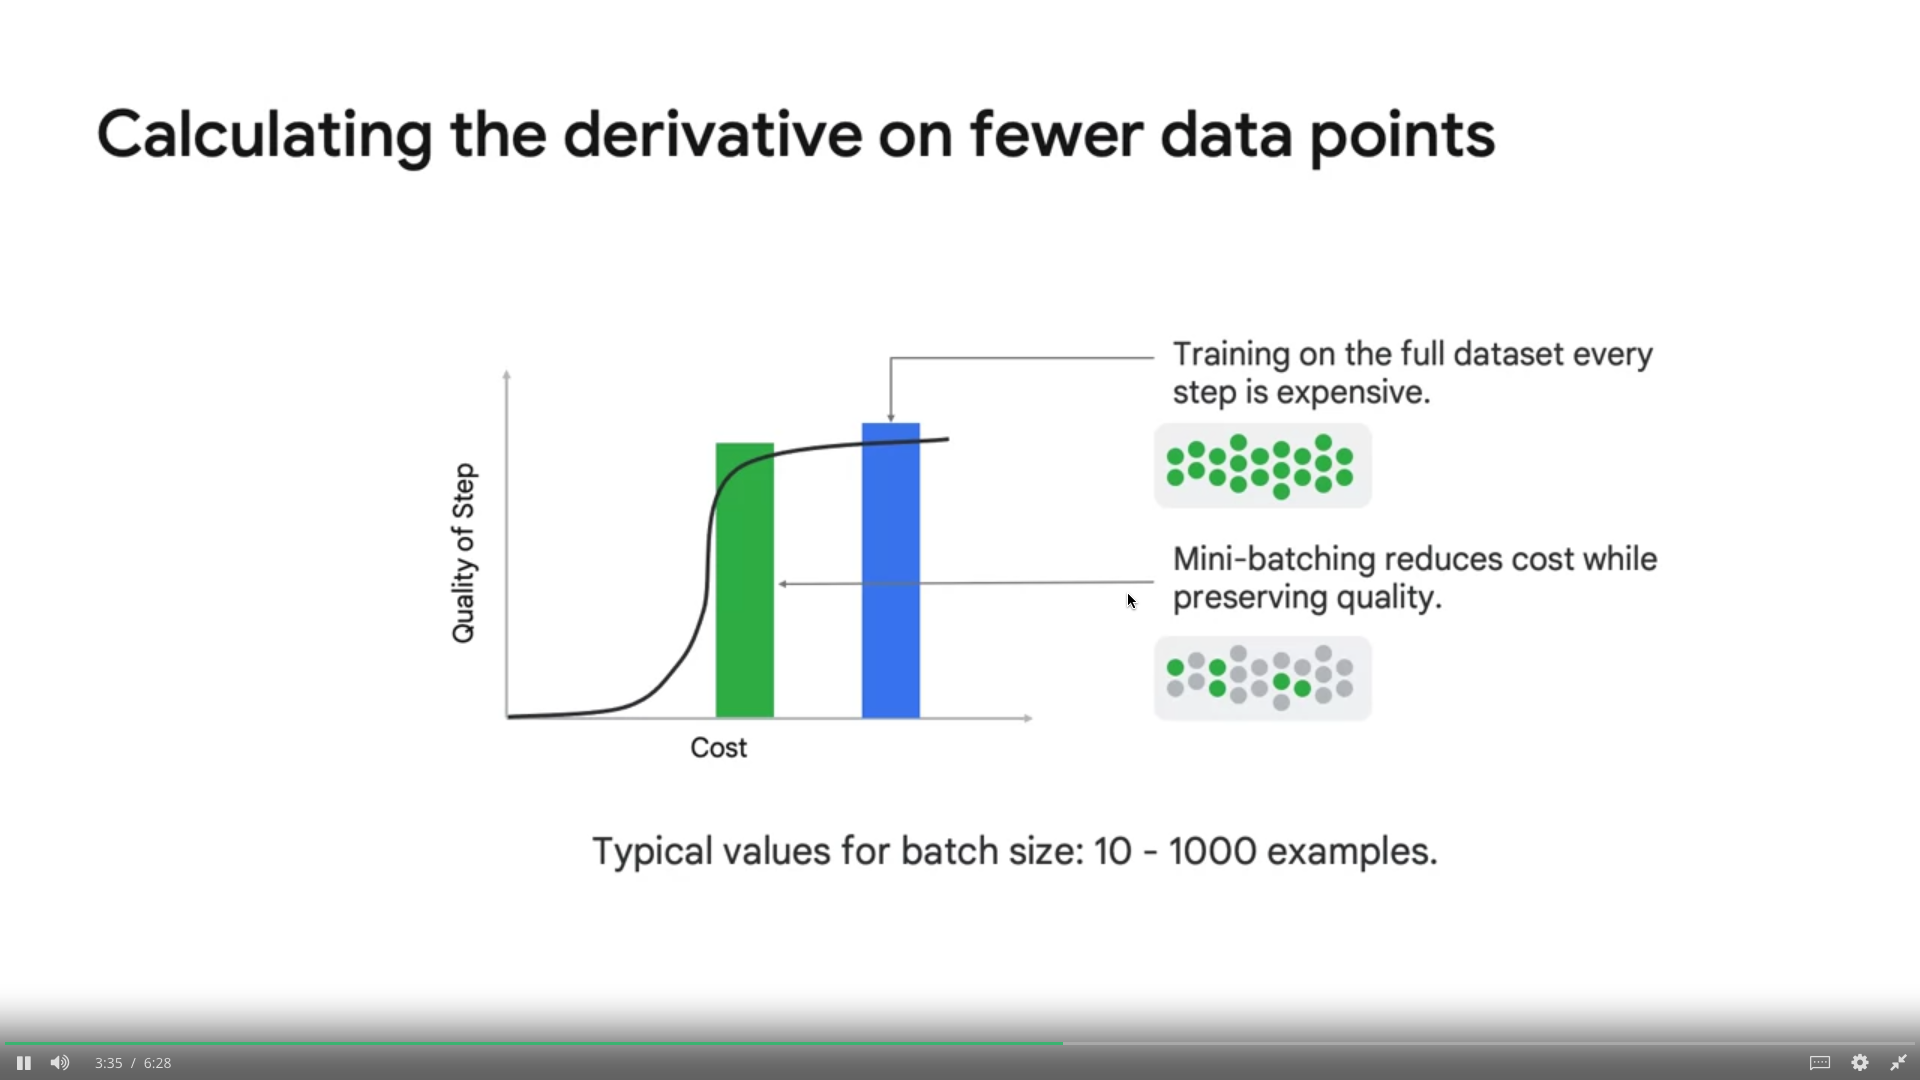 Calculating the derivative on fewer data points
Training on the full dataset every
step is expensive.
Quality of Step
Mini-batching reduces cost while
preserving quality.
Cost
Typical values for batch size: 10 - 1000 examples.
3:35 / 6:28